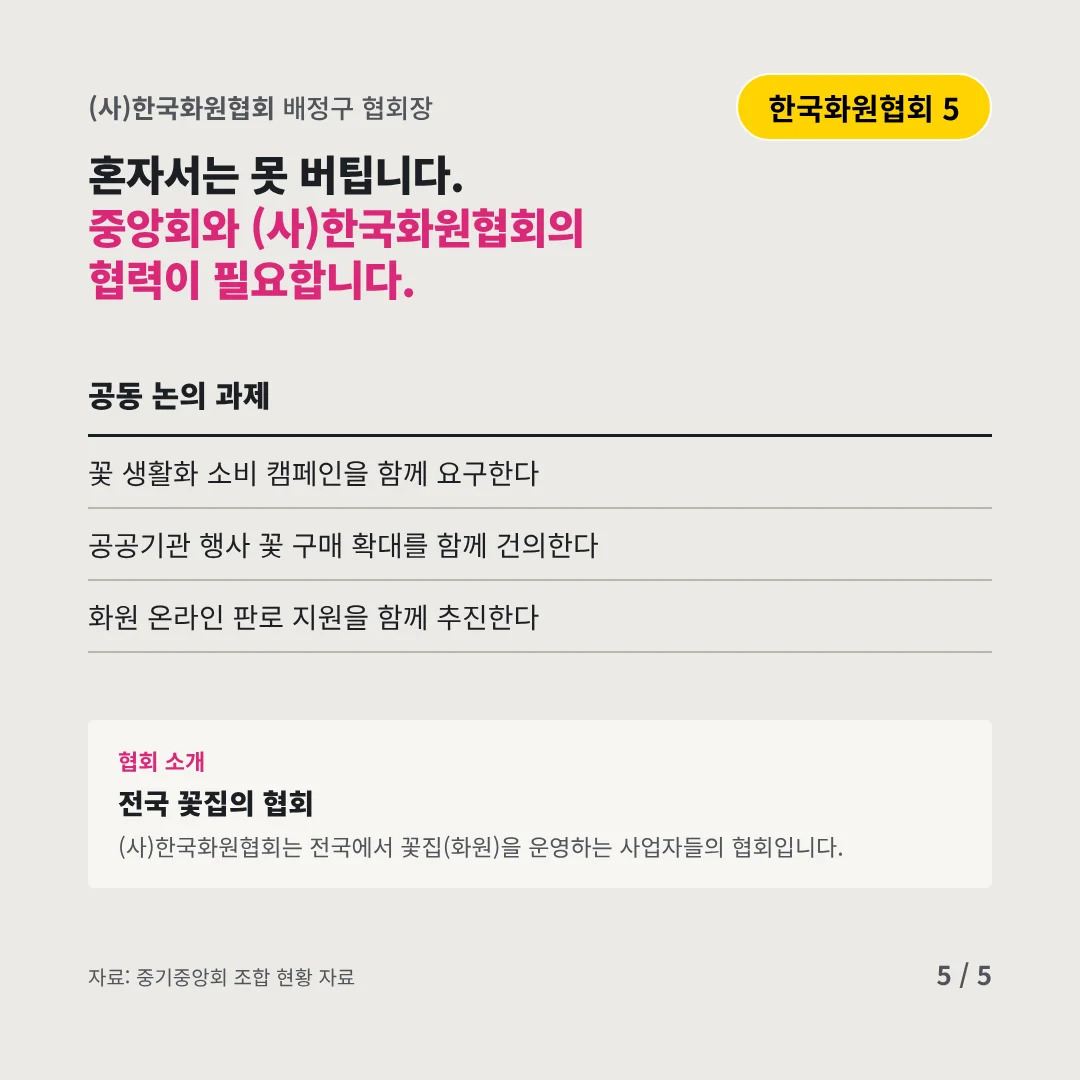 (사)한국화원협회 배정구 협회장
한국화원협회 5
혼자서는 못 버팁니다.
중앙회와 (사)한국화원협회의
협력이 필요합니다.
공동 논의 과제
꽃 생활화 소비 캠페인을 함께 요구한다
공공기관 행사 꽃 구매 확대를 함께 건의한다
화원 온라인 판로 지원을 함께 추진한다
협회 소개
전국 꽃집의 협회
(사)한국화원협회는 전국에서 꽃집(화원)을 운영하는 사업자들의 협회입니다.
자료: 중기중앙회 조합 현황 자료
5 / 5